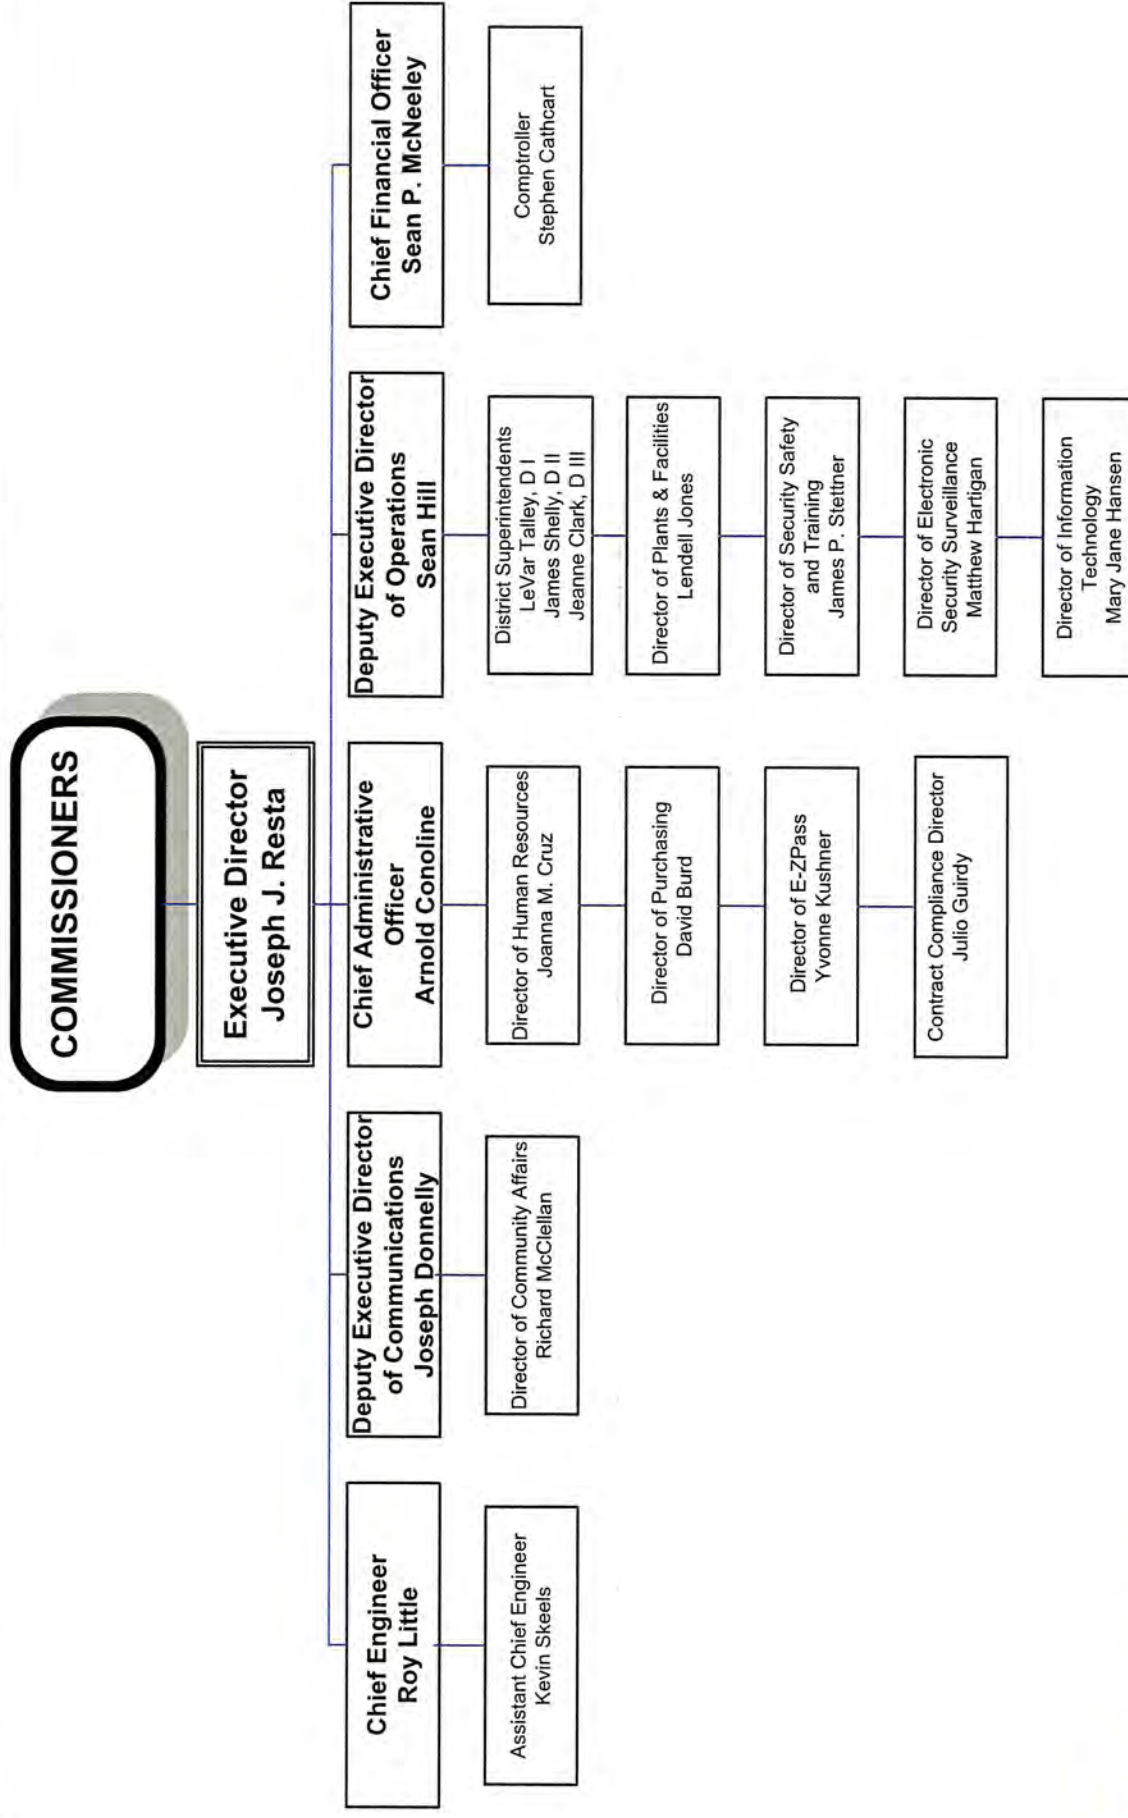 COMMISSIONERS
Executive Director
Joseph J. Resta
Chief Engineer
Roy Little
Assistant Chief Engineer
Kevin Skeels
Deputy Executive Director
of Communications
Joseph Donnelly
Director of Community Affairs
Richard McClellan
Chief Administrative
Officer
Arnold Conoline
Director of Human Resources
Joanna M. Cruz
Director of Purchasing
David Burd
Director of E-ZPass
Yvonne Kushner
Contract Compliance Director
Julio Guirdy
Deputy Executive Director
of Operations
Sean Hill
District Superintendents
LeVar Talley, D I
James Shelly, D II
Jeanne Clark, D III
Director of Plants & Facilities
Lendell Jones
Director of Security Safety
and Training
James P. Stettner
Director of Electronic
Security Surveillance
Matthew Hartigan
Director of Information
Technology
Mary Jane Hansen
Chief Financial Officer
Sean P. McNeeley
Comptroller
Stephen Cathcart